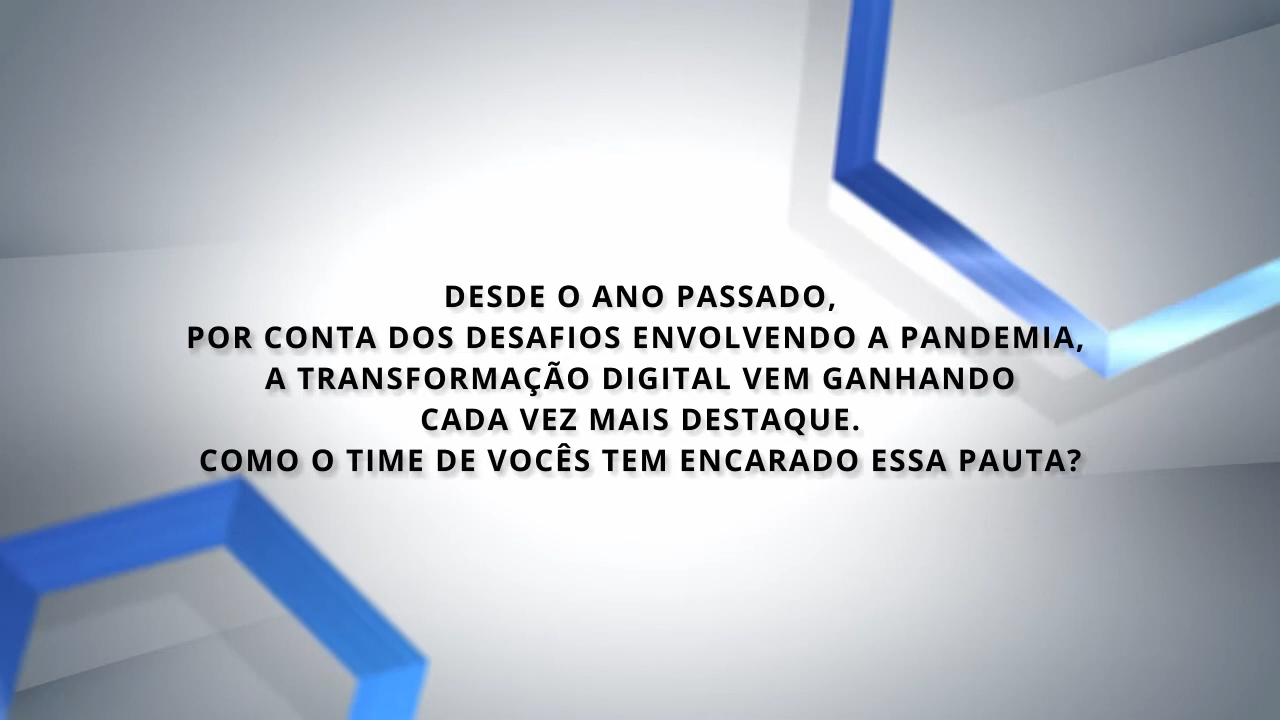 DESDE O ANO PASSADO,
POR CONTA DOS DESAFIOS ENVOLVENDO A PANDEMIA,
A TRANSFORMAÇÃO DIGITAL VEM GANHANDO
CADA VEZ MAIS DESTAQUE.
COMO O TIME DE VOCÊS TEM ENCARADO ESSA PAUTA?